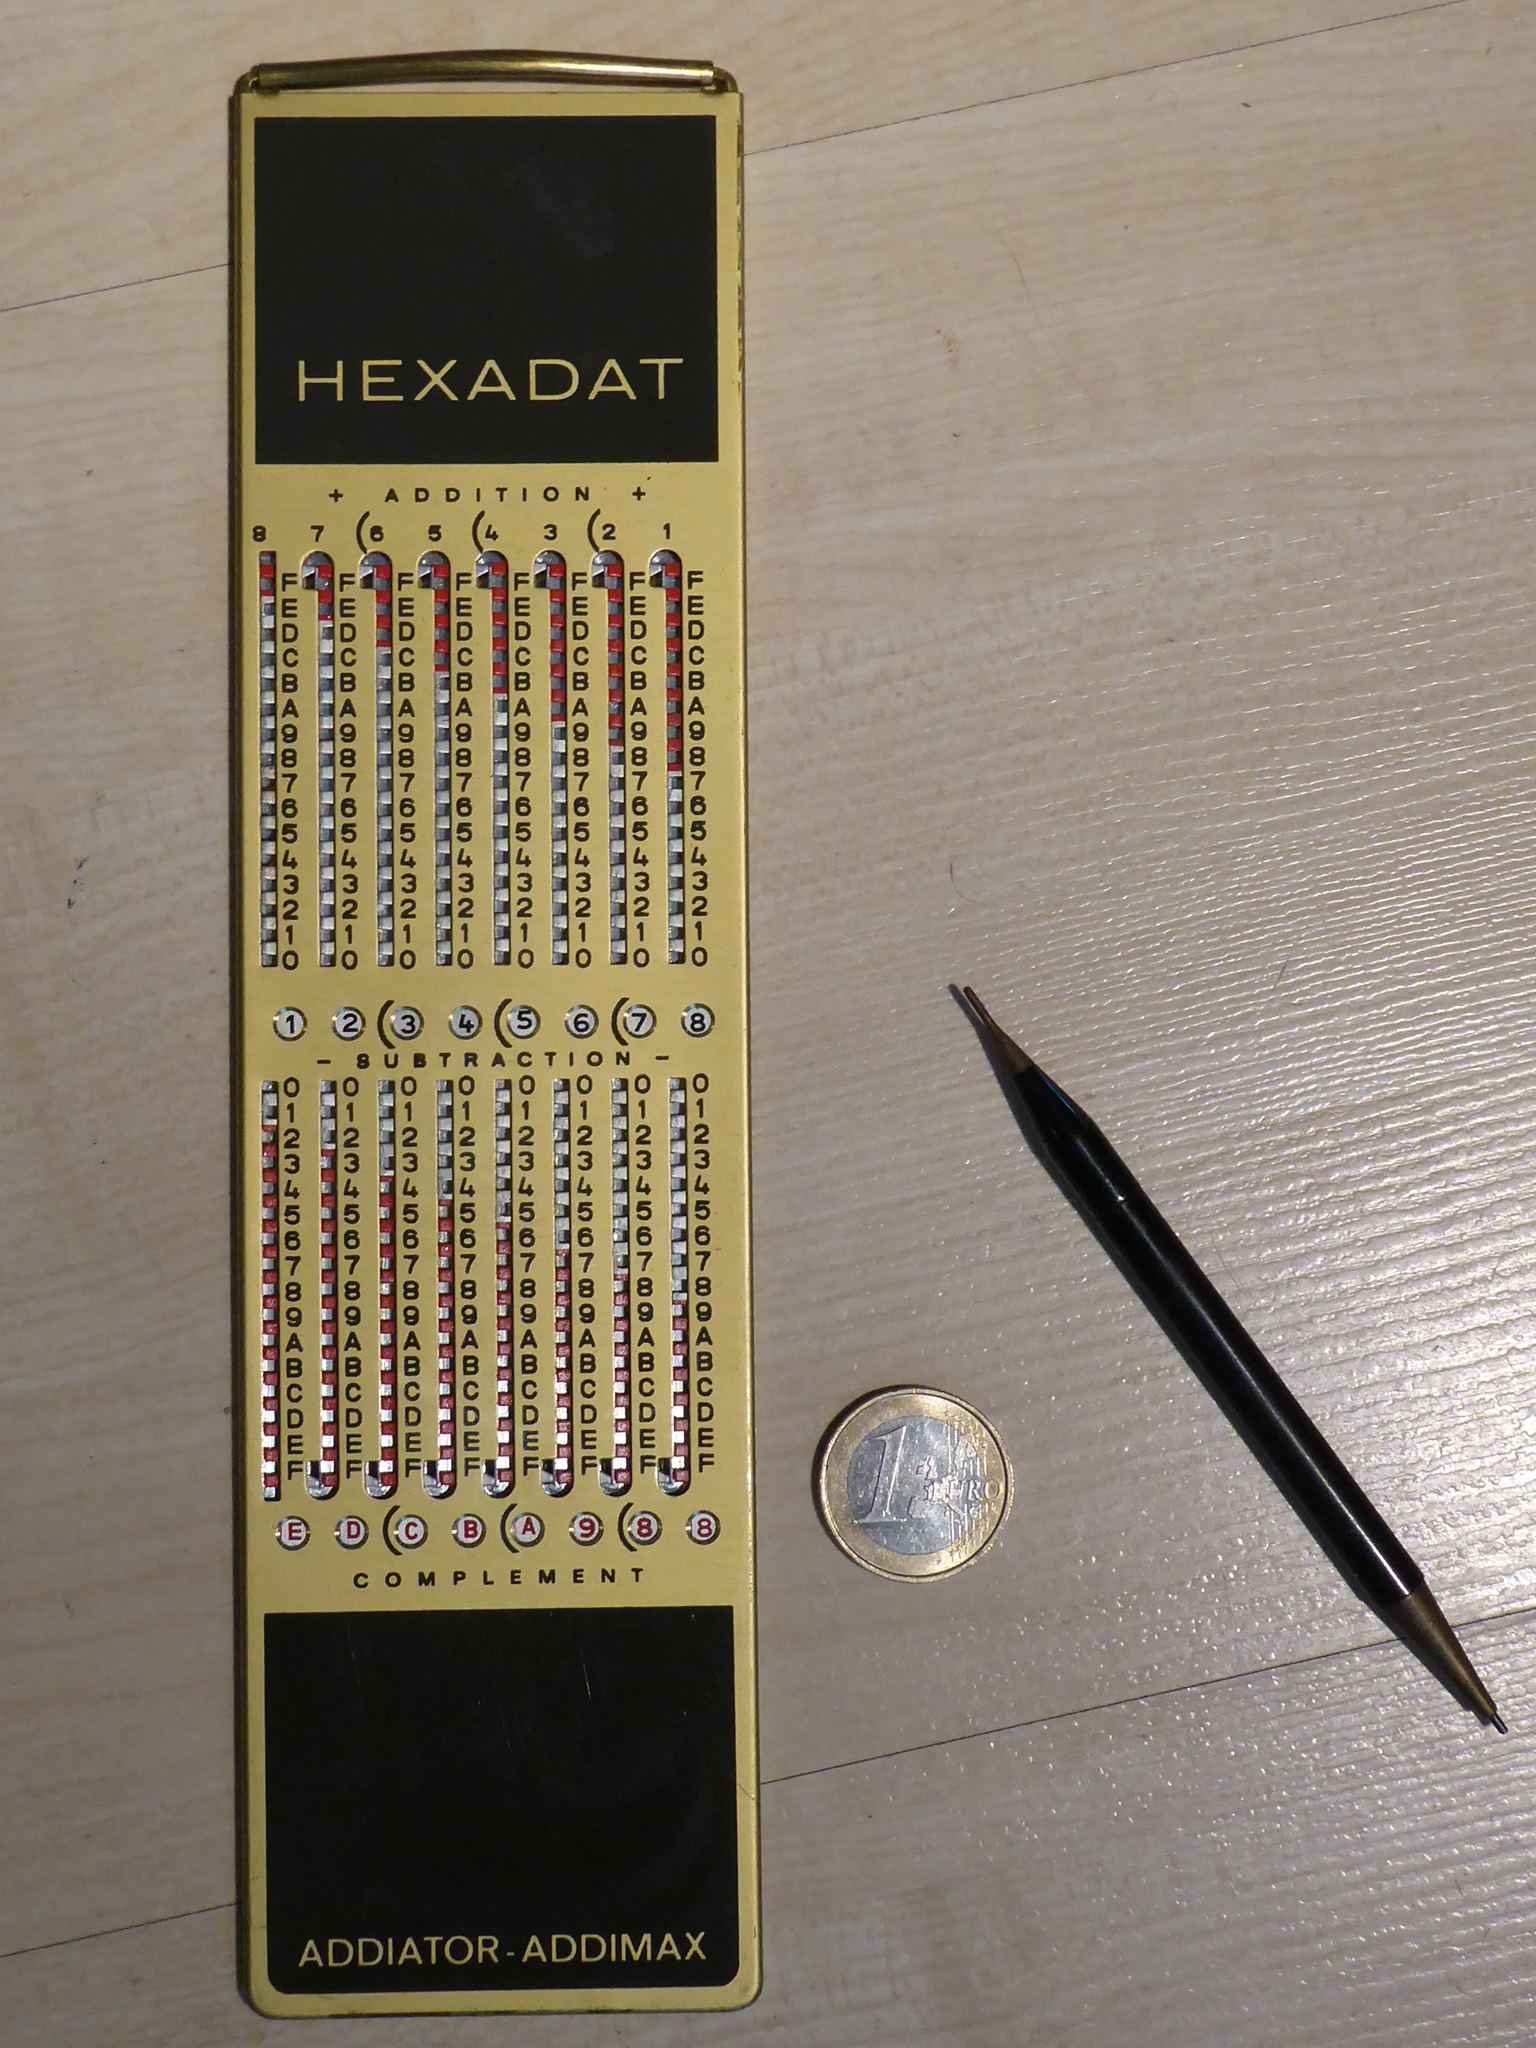 HEXADAT
+ ADDITION +
8 7 (6 5 (4 3 (2 1
F F F F F F F F
E E E E E E E E
D D D D D D D D
C C C C C C C C
B B B B B B B B
A A A A A A A A
9 9 9 9 9 9 9 9
8 8 8 8 8 8 8 8
7 7 7 7 7 7 7 7
6 6 6 6 6 6 6 6
5 5 5 5 5 5 5 5
4 4 4 4 4 4 4 4
3 3 3 3 3 3 3 3
2 2 2 2 2 2 2 2
1 1 1 1 1 1 1 1
0 0 0 0 0 0 0 0
1 2 (3 4 (5 6 (7 8
- SUBTRACTION -
0 0 0 0 0 0 0 0
1 1 1 1 1 1 1 1
2 2 2 2 2 2 2 2
3 3 3 3 3 3 3 3
4 4 4 4 4 4 4 4
5 5 5 5 5 5 5 5
6 6 6 6 6 6 6 6
7 7 7 7 7 7 7 7
8 8 8 8 8 8 8 8
9 9 9 9 9 9 9 9
A A A A A A A A
B B B B B B B B
C C C C C C C C
D D D D D D D D
E E E E E E E E
F F F F F F F F
E D (C B (A 9 (8 8
COMPLEMENT
ADDIATOR-ADDIMAX
1 EURO